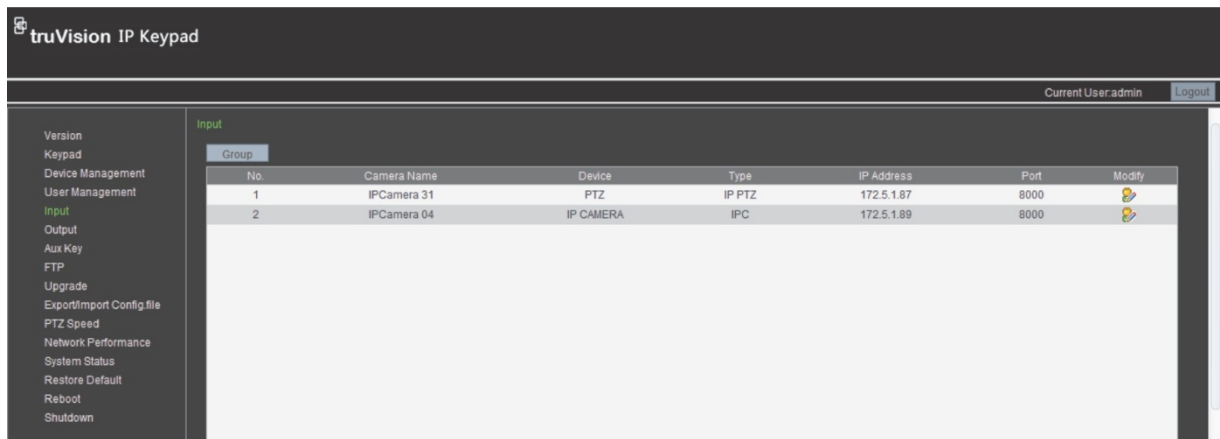 truVision IP Keypad
Current User:admin Logout
Version
Keypad
Device Management
User Management
Input
Output
Aux Key
FTP
Upgrade
Export/Import Config.file
PTZ Speed
Network Performance
System Status
Restore Default
Reboot
Shutdown
Input
Group
No. Camera Name Device Type IP Address Port Modify
1 IPCamera 31 PTZ IP PTZ 172.5.1.87 8000
2 IPCamera 04 IP CAMERA IPC 172.5.1.89 8000